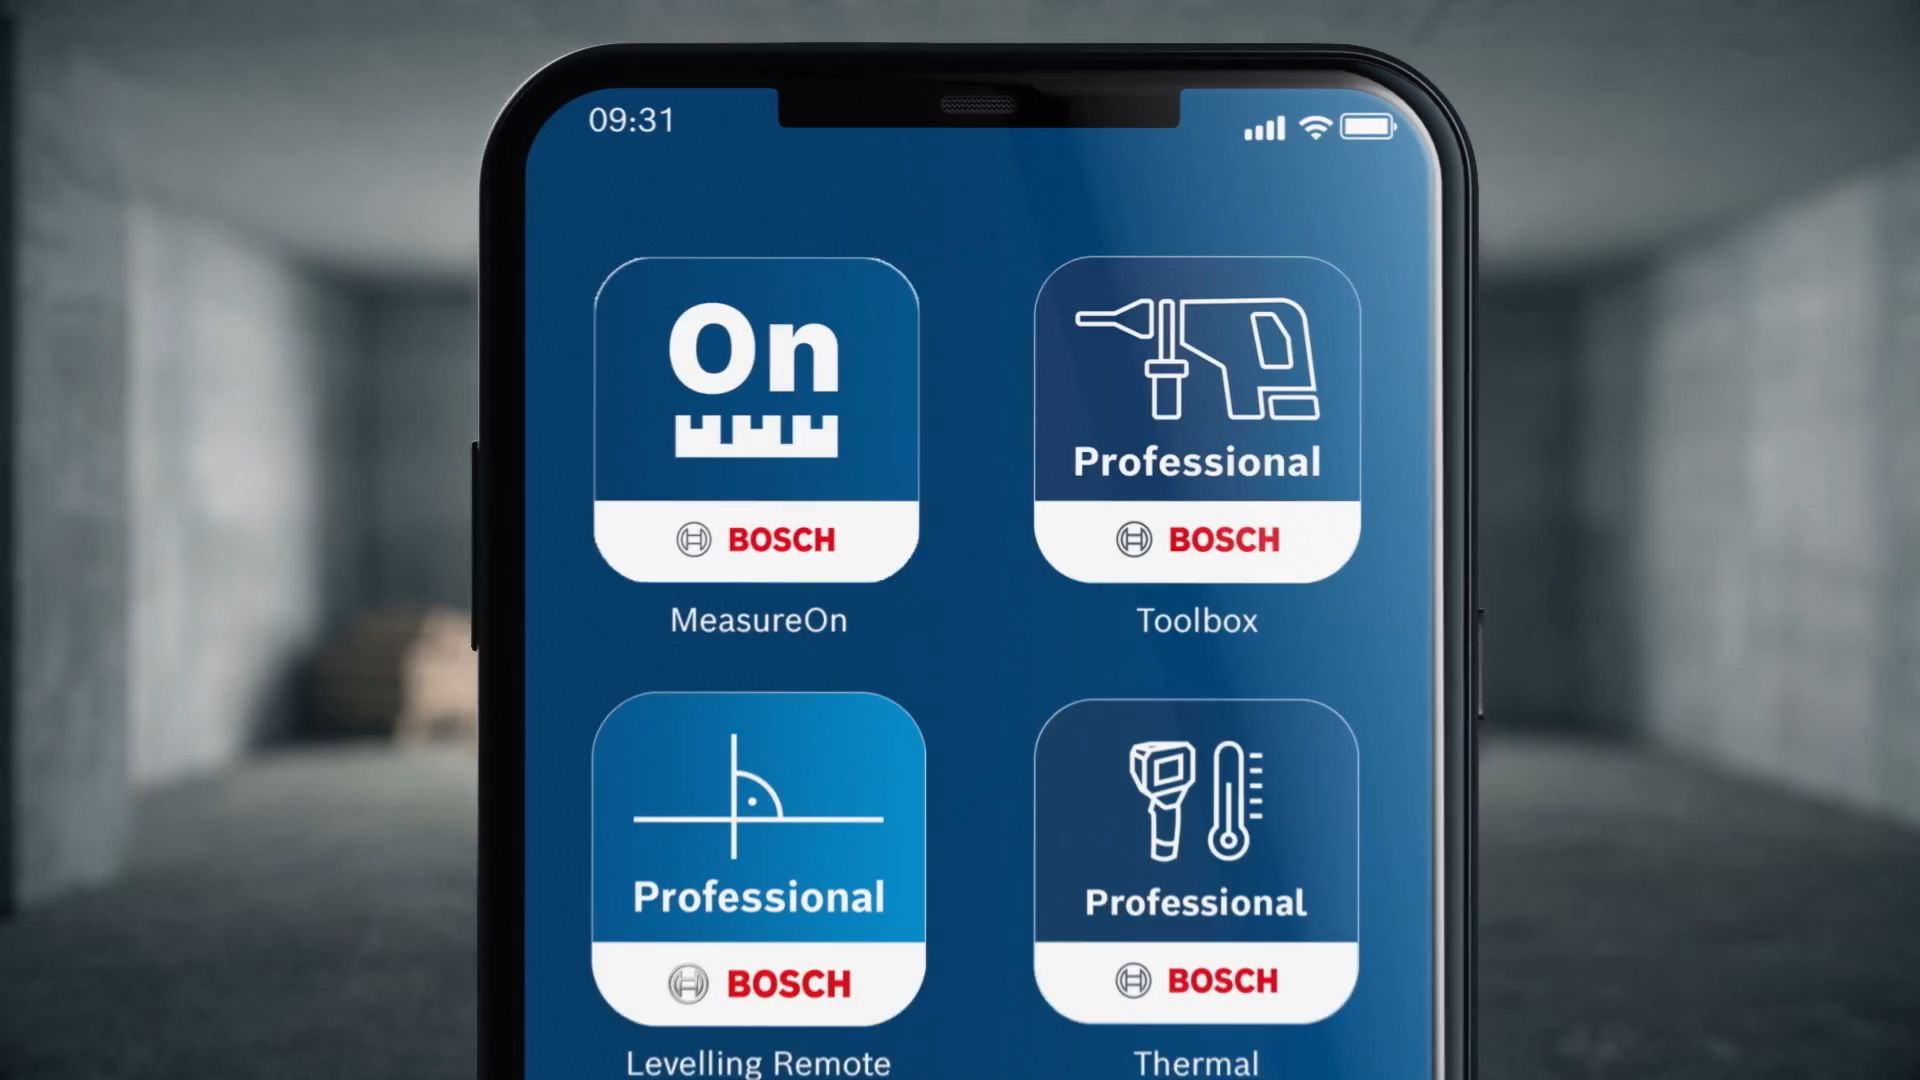 09:31
On
BOSCH
MeasureOn
Professional
BOSCH
Toolbox
Professional
BOSCH
Levelling Remote
Professional
BOSCH
Thermal